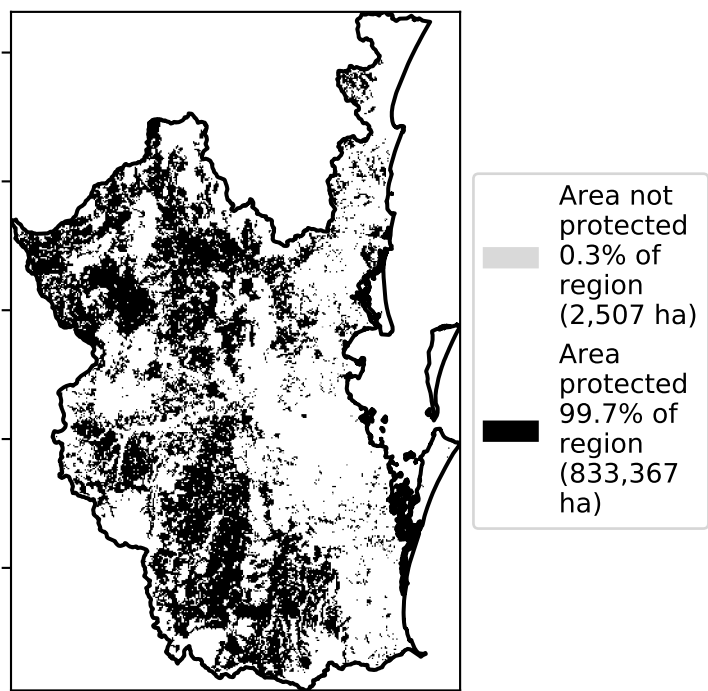 Area not
protected
0.3% of
region
(2,507 ha)
Area
protected
99.7% of
region
(833,367
ha)